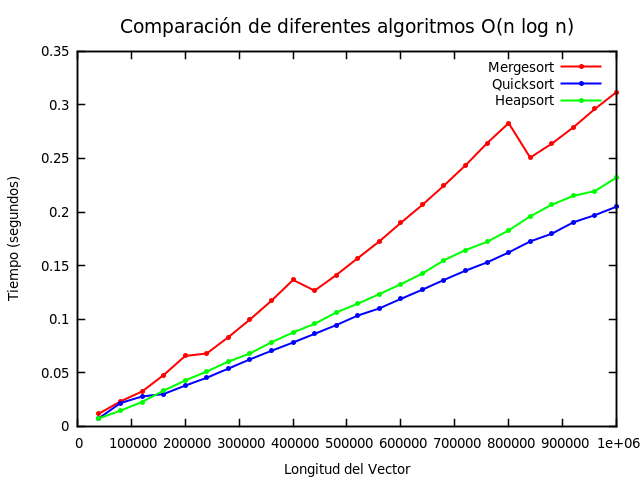 Comparación de diferentes algoritmos O(n log n)
0.35
0.3
0.25
0.2
0.15
0.1
0.05
0
Tiempo (segundos)
Mergesort
Quicksort
Heapsort
0 100000 200000 300000 400000 500000 600000 700000 800000 900000 1e+06
Longitud del Vector